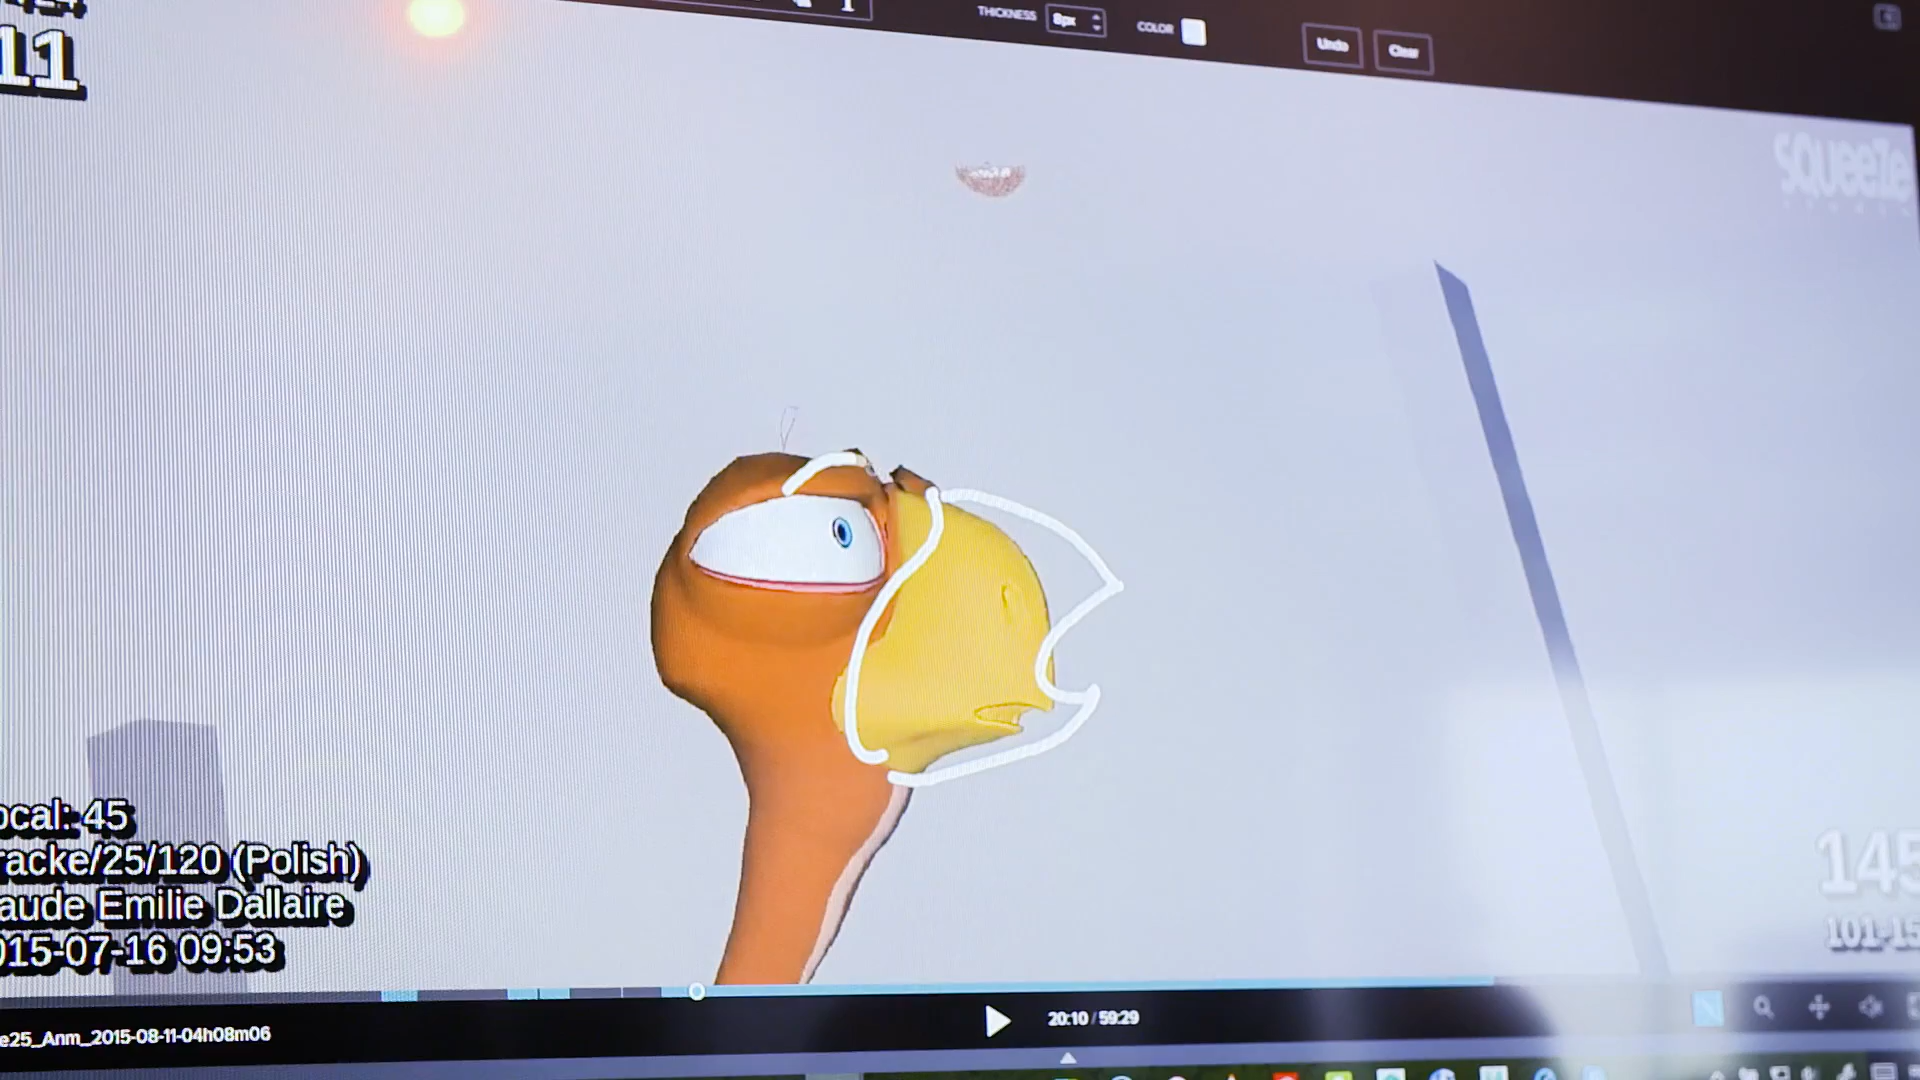 11
THICKNESS 8px COLOR Undo Clear
SQUEEZE
ocal: 45
racke/25/120 (Polish)
aude Emilie Dallaire
015-07-16 09:53
145
101-15
20:10 / 59:29
e25_Anm_2015-08-11-04h08m06